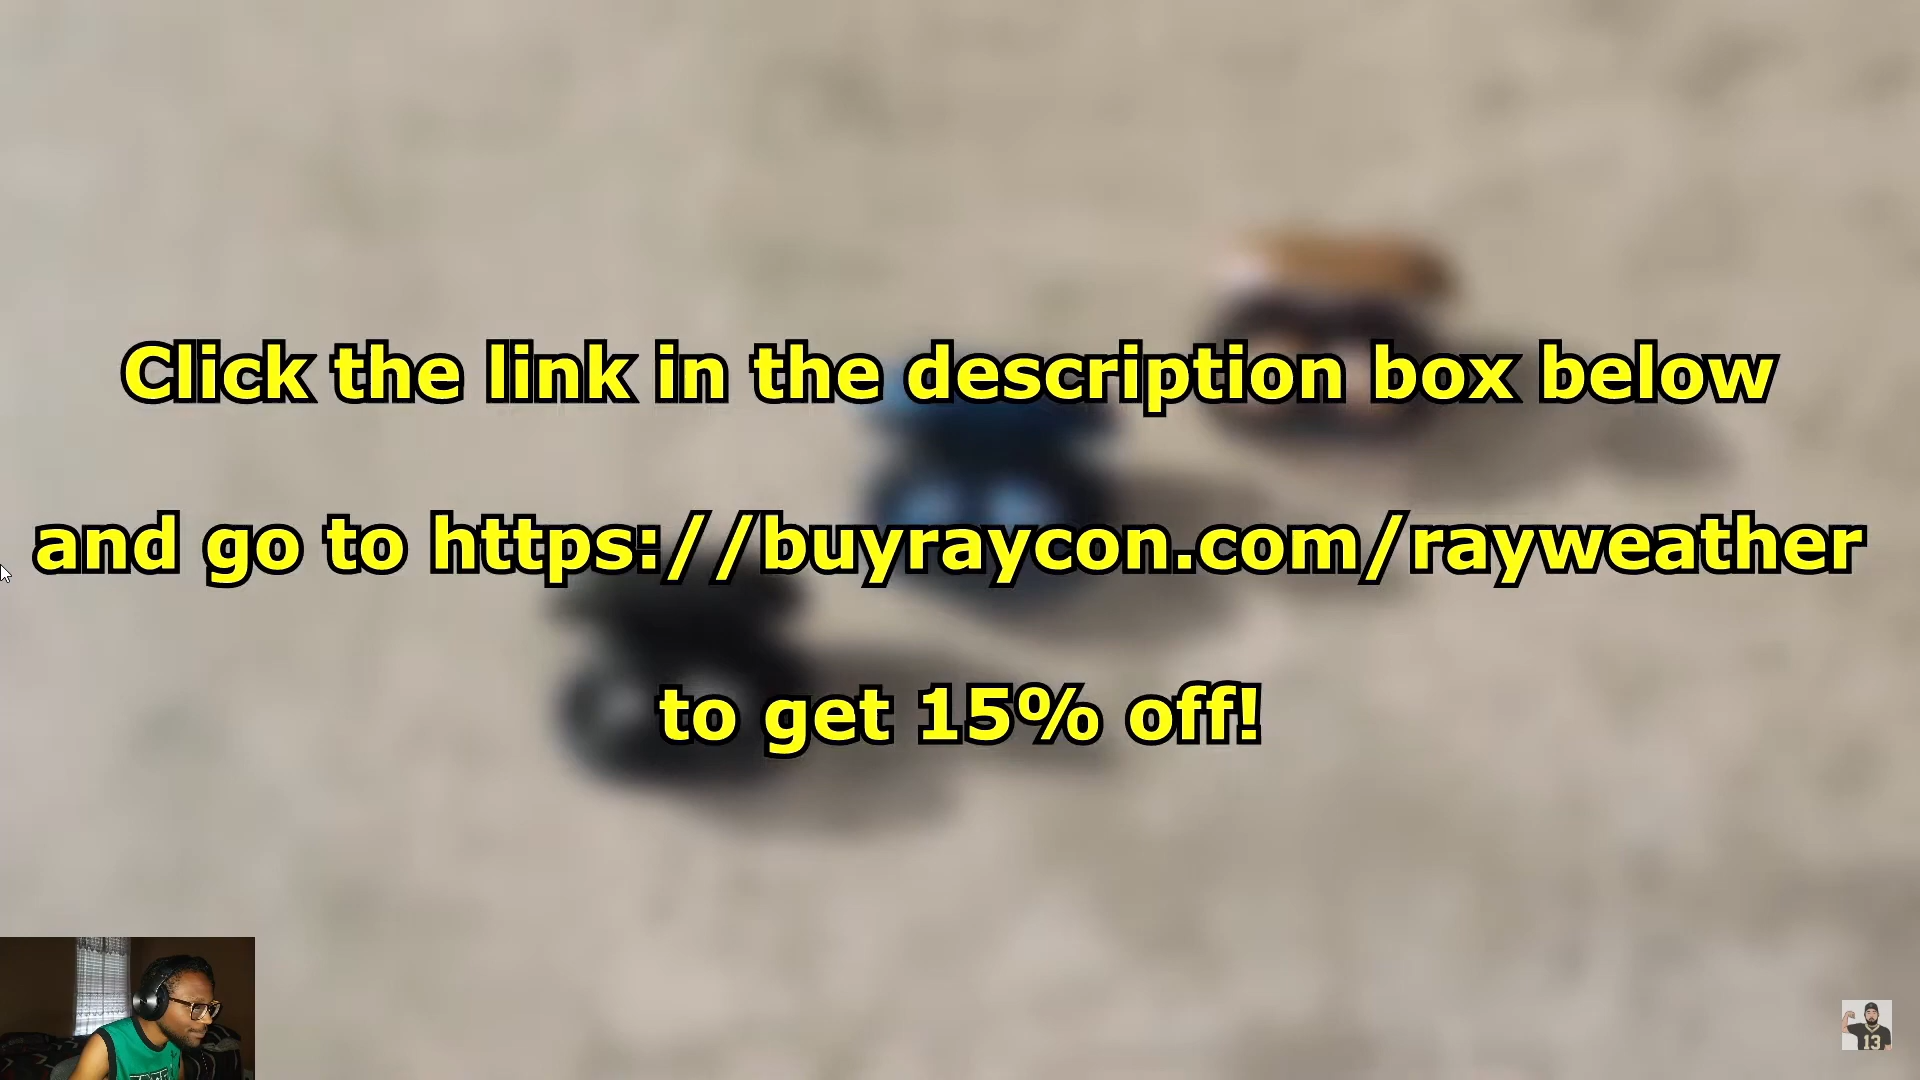 Click the link in the description box below
and go to https://buyraycon.com/rayweather
to get 15% off!
13